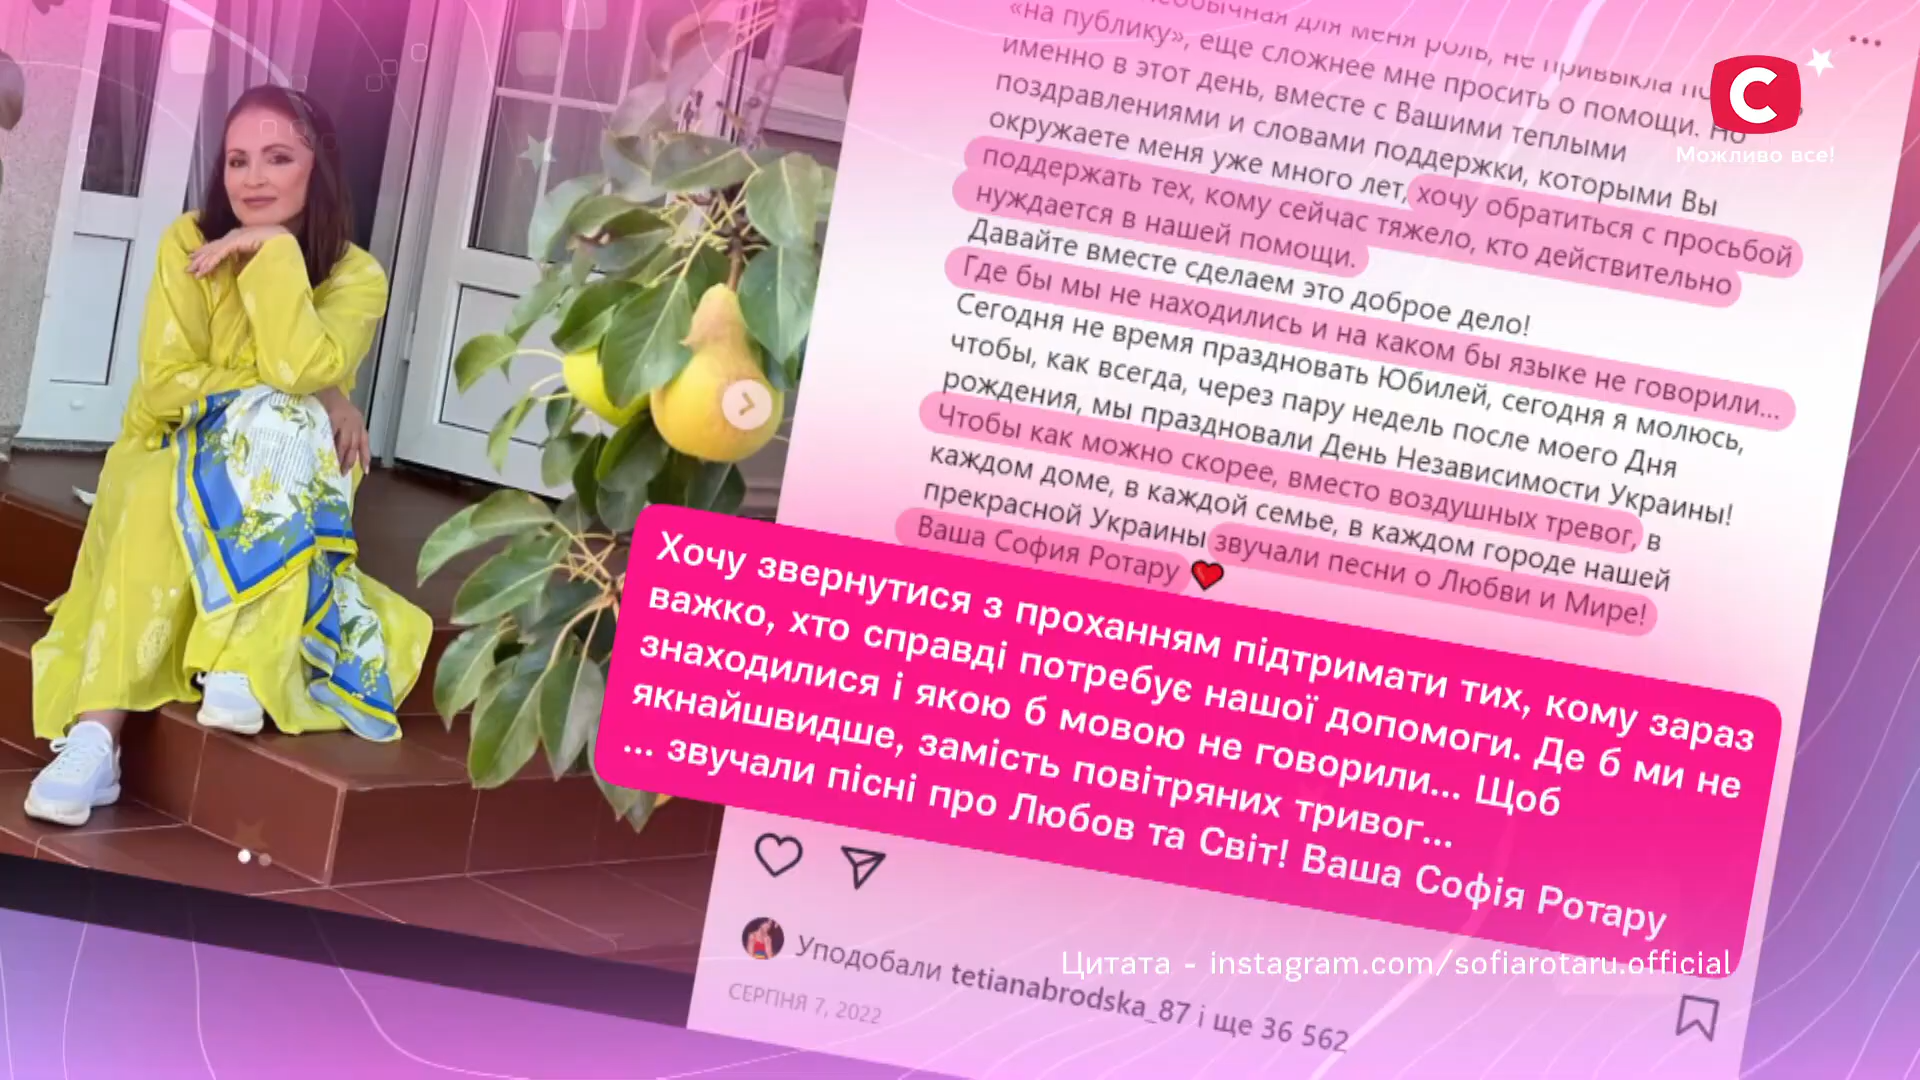 необычная для меня роль, не привыкла
«на публику», еще сложнее мне просить о помощи. Но
именно в этот день, вместе с Вашими теплыми
поздравлениями и словами поддержки, которыми Вы
окружаете меня уже много лет, хочу обратиться с просьбой
поддержать тех, кому сейчас тяжело, кто действительно
нуждается в нашей помощи.
Давайте вместе сделаем это доброе дело!
Где бы мы не находились и на каком бы языке не говорили...
Сегодня не время праздновать Юбилей, сегодня я молюсь,
чтобы, как всегда, через пару недель после моего Дня
рождения, мы праздновали День Независимости Украины!
Чтобы как можно скорее, вместо воздушных тревог, в
каждом доме, в каждой семье, в каждом городе нашей
прекрасной Украины звучали песни о Любви и Мире!
Ваша София Ротару
C
Можливо все!
Хочу звернутися з проханням підтримати тих, кому зараз
важко, хто справді потребує нашої допомоги. Де б ми не
знаходилися і якою б мовою не говорили... Щоб
якнайшвидше, замість повітряних тривог...
... звучали пісні про Любов та Світ! Ваша Софія Ротару
Цитата - instagram.com/sofiarotaru.official
Уподобали tetianabrodska_87 і ще 36 562
СЕРПНЯ 7, 2022